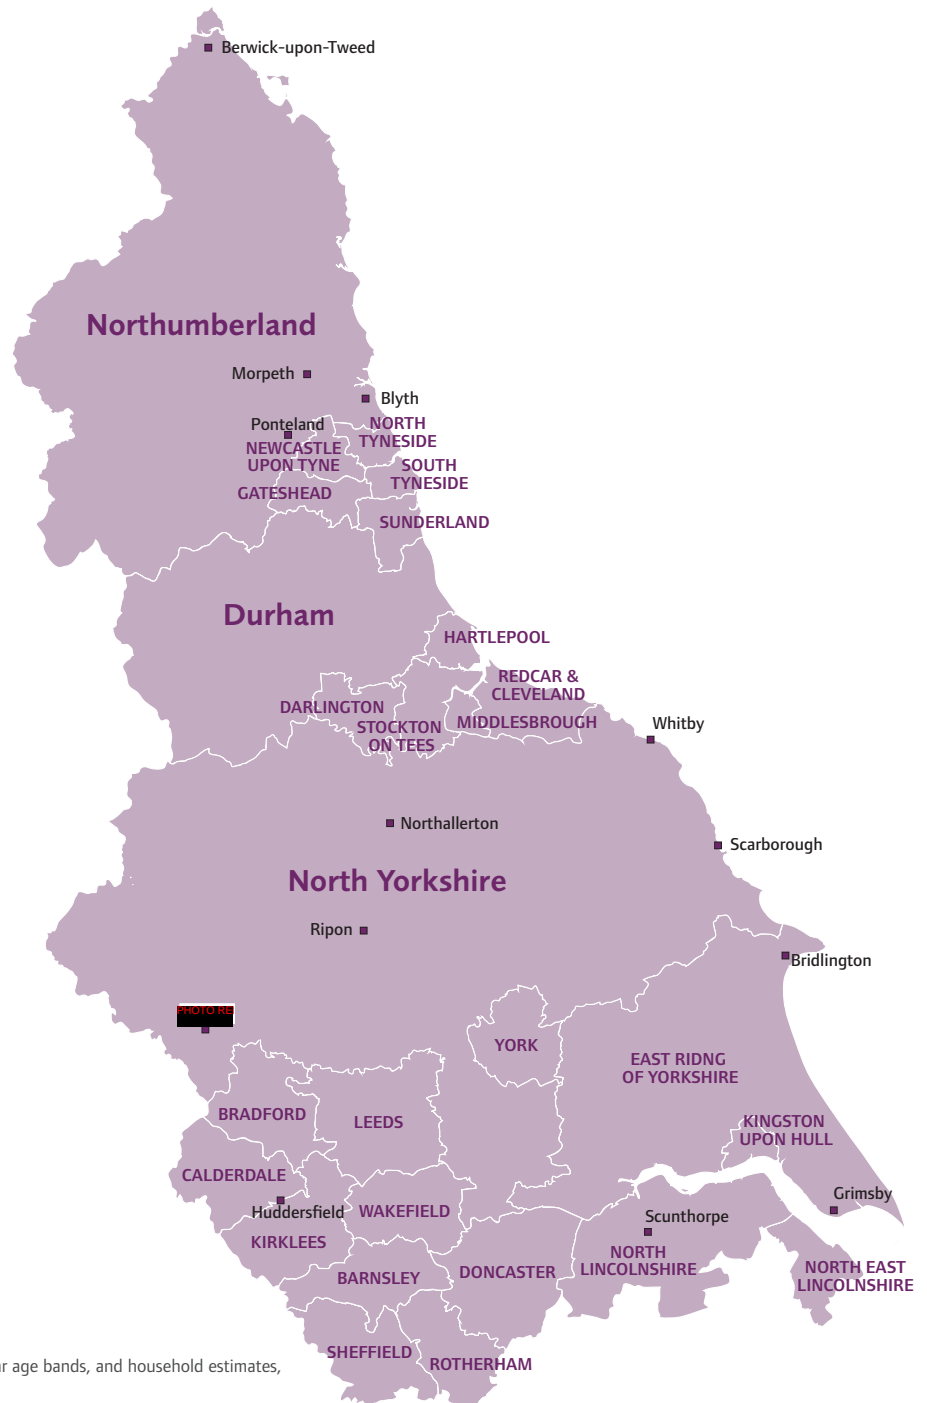 Berwick-upon-Tweed
Northumberland
Morpeth
Blyth
Ponteland
NORTH
TYNESIDE
NEWCASTLE
UPON TYNE
SOUTH
TYNESIDE
GATESHEAD
SUNDERLAND
Durham
HARTLEPOOL
REDCAR &
CLEVELAND
DARLINGTON
MIDDLESBROUGH
STOCKTON
ON TEES
Whitby
Northallerton
Scarborough
North Yorkshire
Ripon
Bridlington
PHOTO RE
YORK
EAST RIDNG
OF YORKSHIRE
BRADFORD
LEEDS
KINGSTON
UPON HULL
CALDERDALE
Grimsby
Huddersfield
WAKEFIELD
Scunthorpe
KIRKLEES
NORTH
LINCOLNSHIRE
BARNSLEY
DONCASTER
NORTH EAST
LINCOLNSHIRE
SHEFFIELD
ROTHERHAM
age bands, and household estimates,